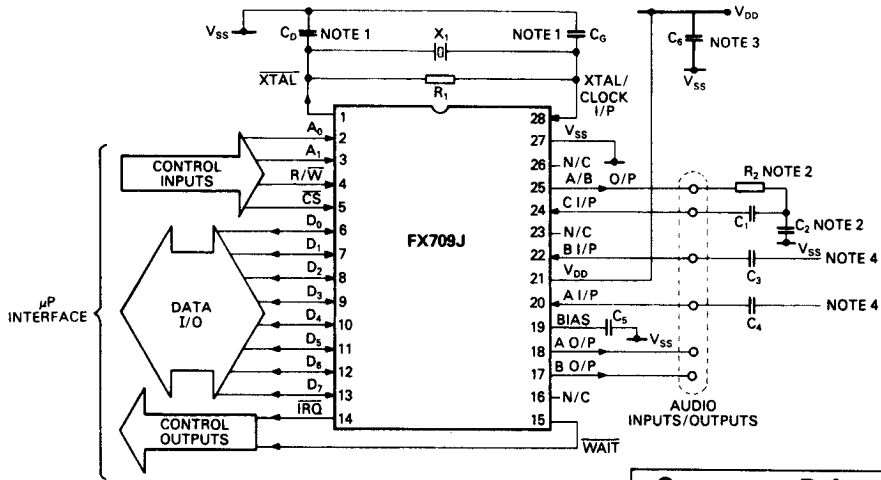 V_SS
C_D NOTE 1
X_1
NOTE 1 C_G
V_DD
C_6 NOTE 3
V_SS
X̅T̅A̅L̅
R_1
XTAL/
CLOCK
I/P
μP
INTERFACE
CONTROL
INPUTS
DATA
I/O
CONTROL
OUTPUTS
A_0
A_1
R/W̅
C̅S̅
D_0
D_1
D_2
D_3
D_4
D_5
D_6
D_7
I̅R̅Q̅
1
2
3
4
5
6
7
8
9
10
11
12
13
14
FX709J
28
27 V_SS
26 N/C
25 A/B O/P
24 C I/P
23 N/C
22 B I/P
21 V_DD
20 A I/P
19 BIAS C_5 V_SS
18 A O/P
17 B O/P
16 N/C
15
W̅A̅I̅T̅
R_2 NOTE 2
C_1
C_2 NOTE 2
V_SS
C_3
NOTE 4
C_4
NOTE 4
AUDIO
INPUTS/OUTPUTS